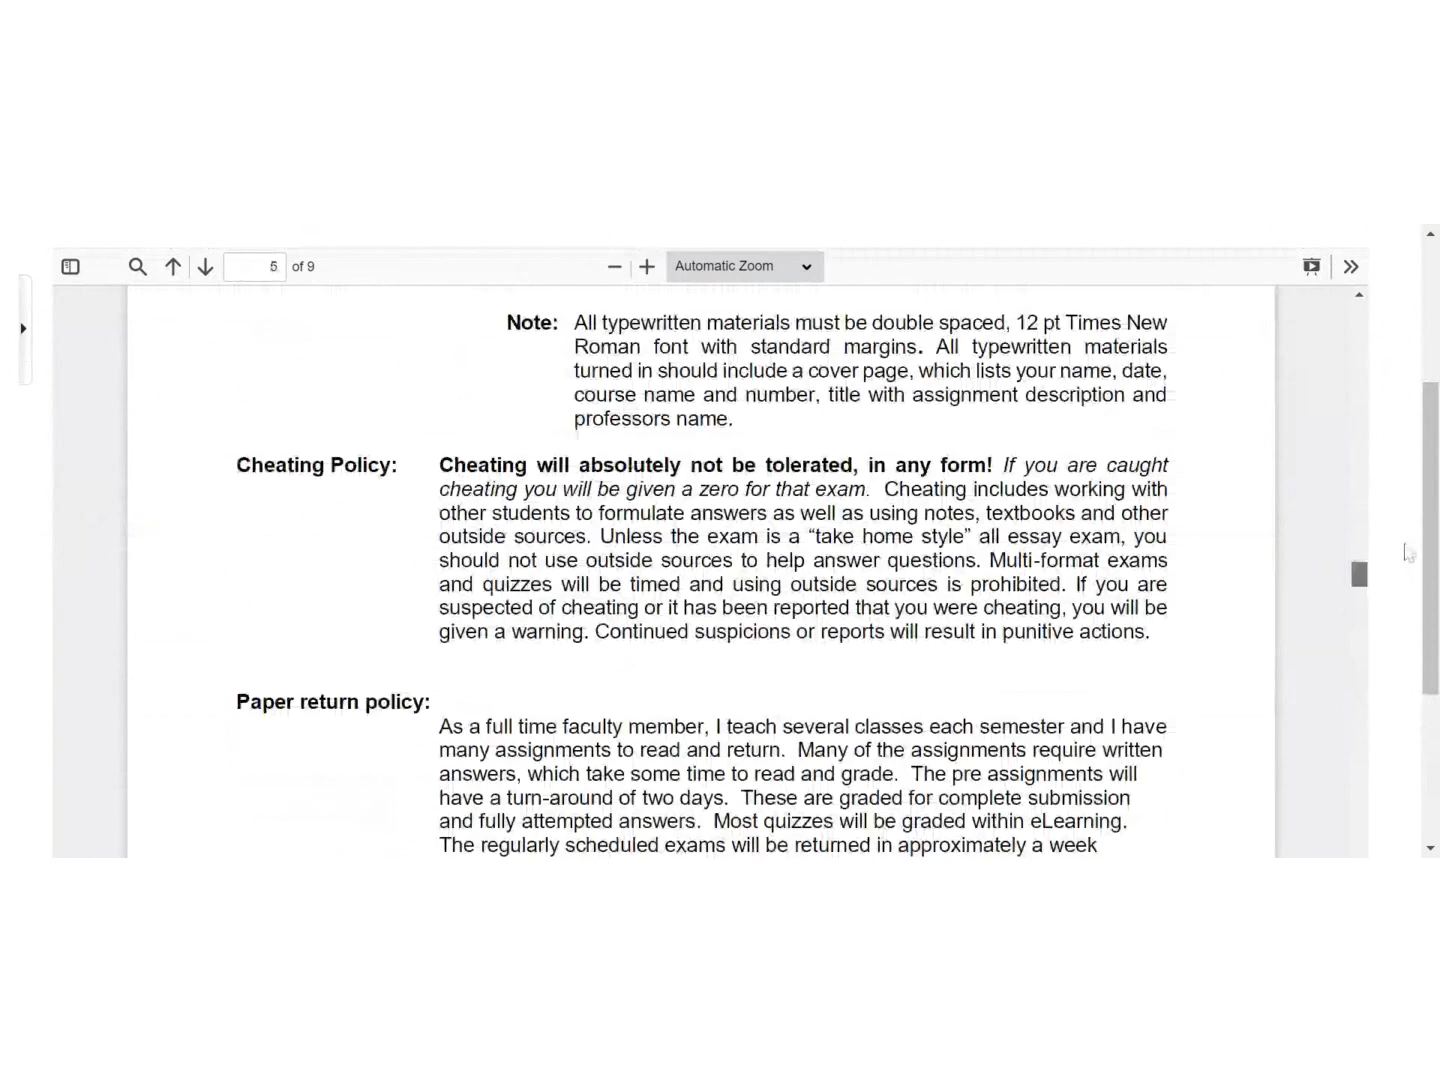 5 of 9 Automatic Zoom
Note: All typewritten materials must be double spaced, 12 pt Times New
Roman font with standard margins. All typewritten materials
turned in should include a cover page, which lists your name, date,
course name and number, title with assignment description and
professors name.
Cheating Policy: Cheating will absolutely not be tolerated, in any form! If you are caught
cheating you will be given a zero for that exam. Cheating includes working with
other students to formulate answers as well as using notes, textbooks and other
outside sources. Unless the exam is a “take home style” all essay exam, you
should not use outside sources to help answer questions. Multi-format exams
and quizzes will be timed and using outside sources is prohibited. If you are
suspected of cheating or it has been reported that you were cheating, you will be
given a warning. Continued suspicions or reports will result in punitive actions.
Paper return policy:
As a full time faculty member, I teach several classes each semester and I have
many assignments to read and return. Many of the assignments require written
answers, which take some time to read and grade. The pre assignments will
have a turn-around of two days. These are graded for complete submission
and fully attempted answers. Most quizzes will be graded within eLearning.
The regularly scheduled exams will be returned in approximately a week